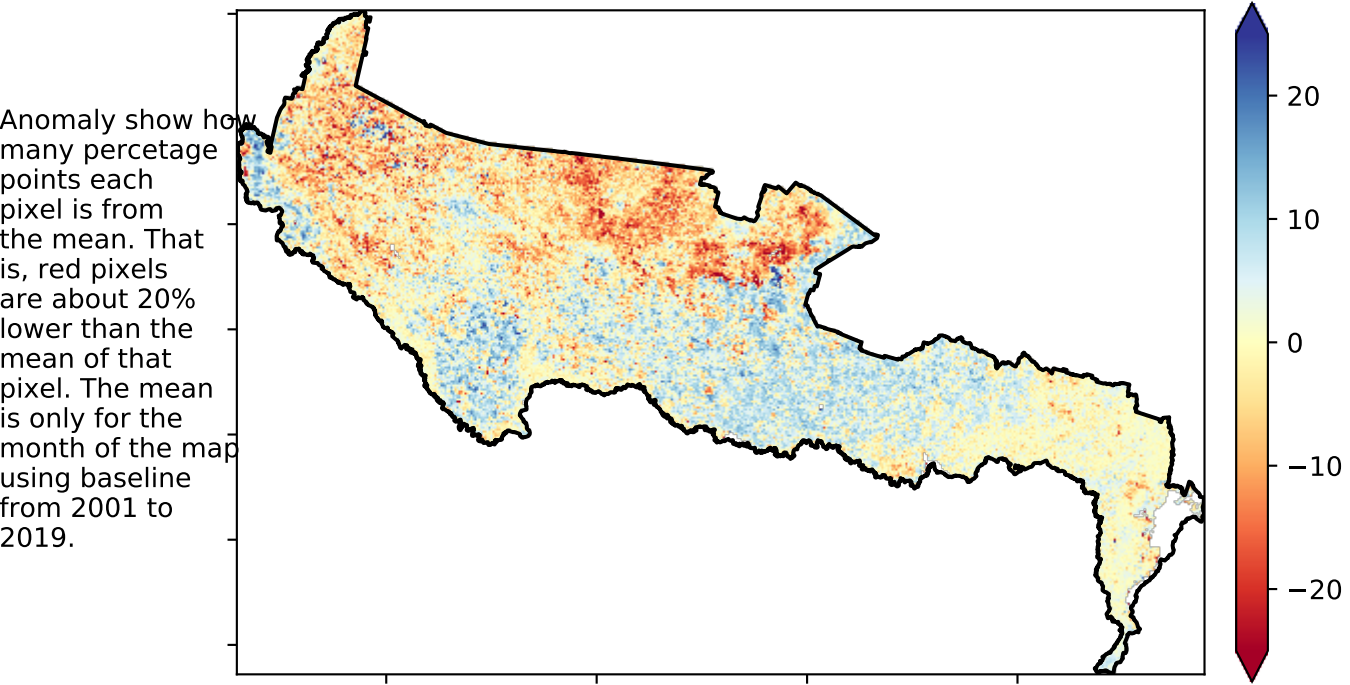 Anomaly show how
many percetage
points each
pixel is from
the mean. That
is, red pixels
are about 20%
lower than the
mean of that
pixel. The mean
is only for the
month of the map
using baseline
from 2001 to
2019.
20
10
0
−10
−20